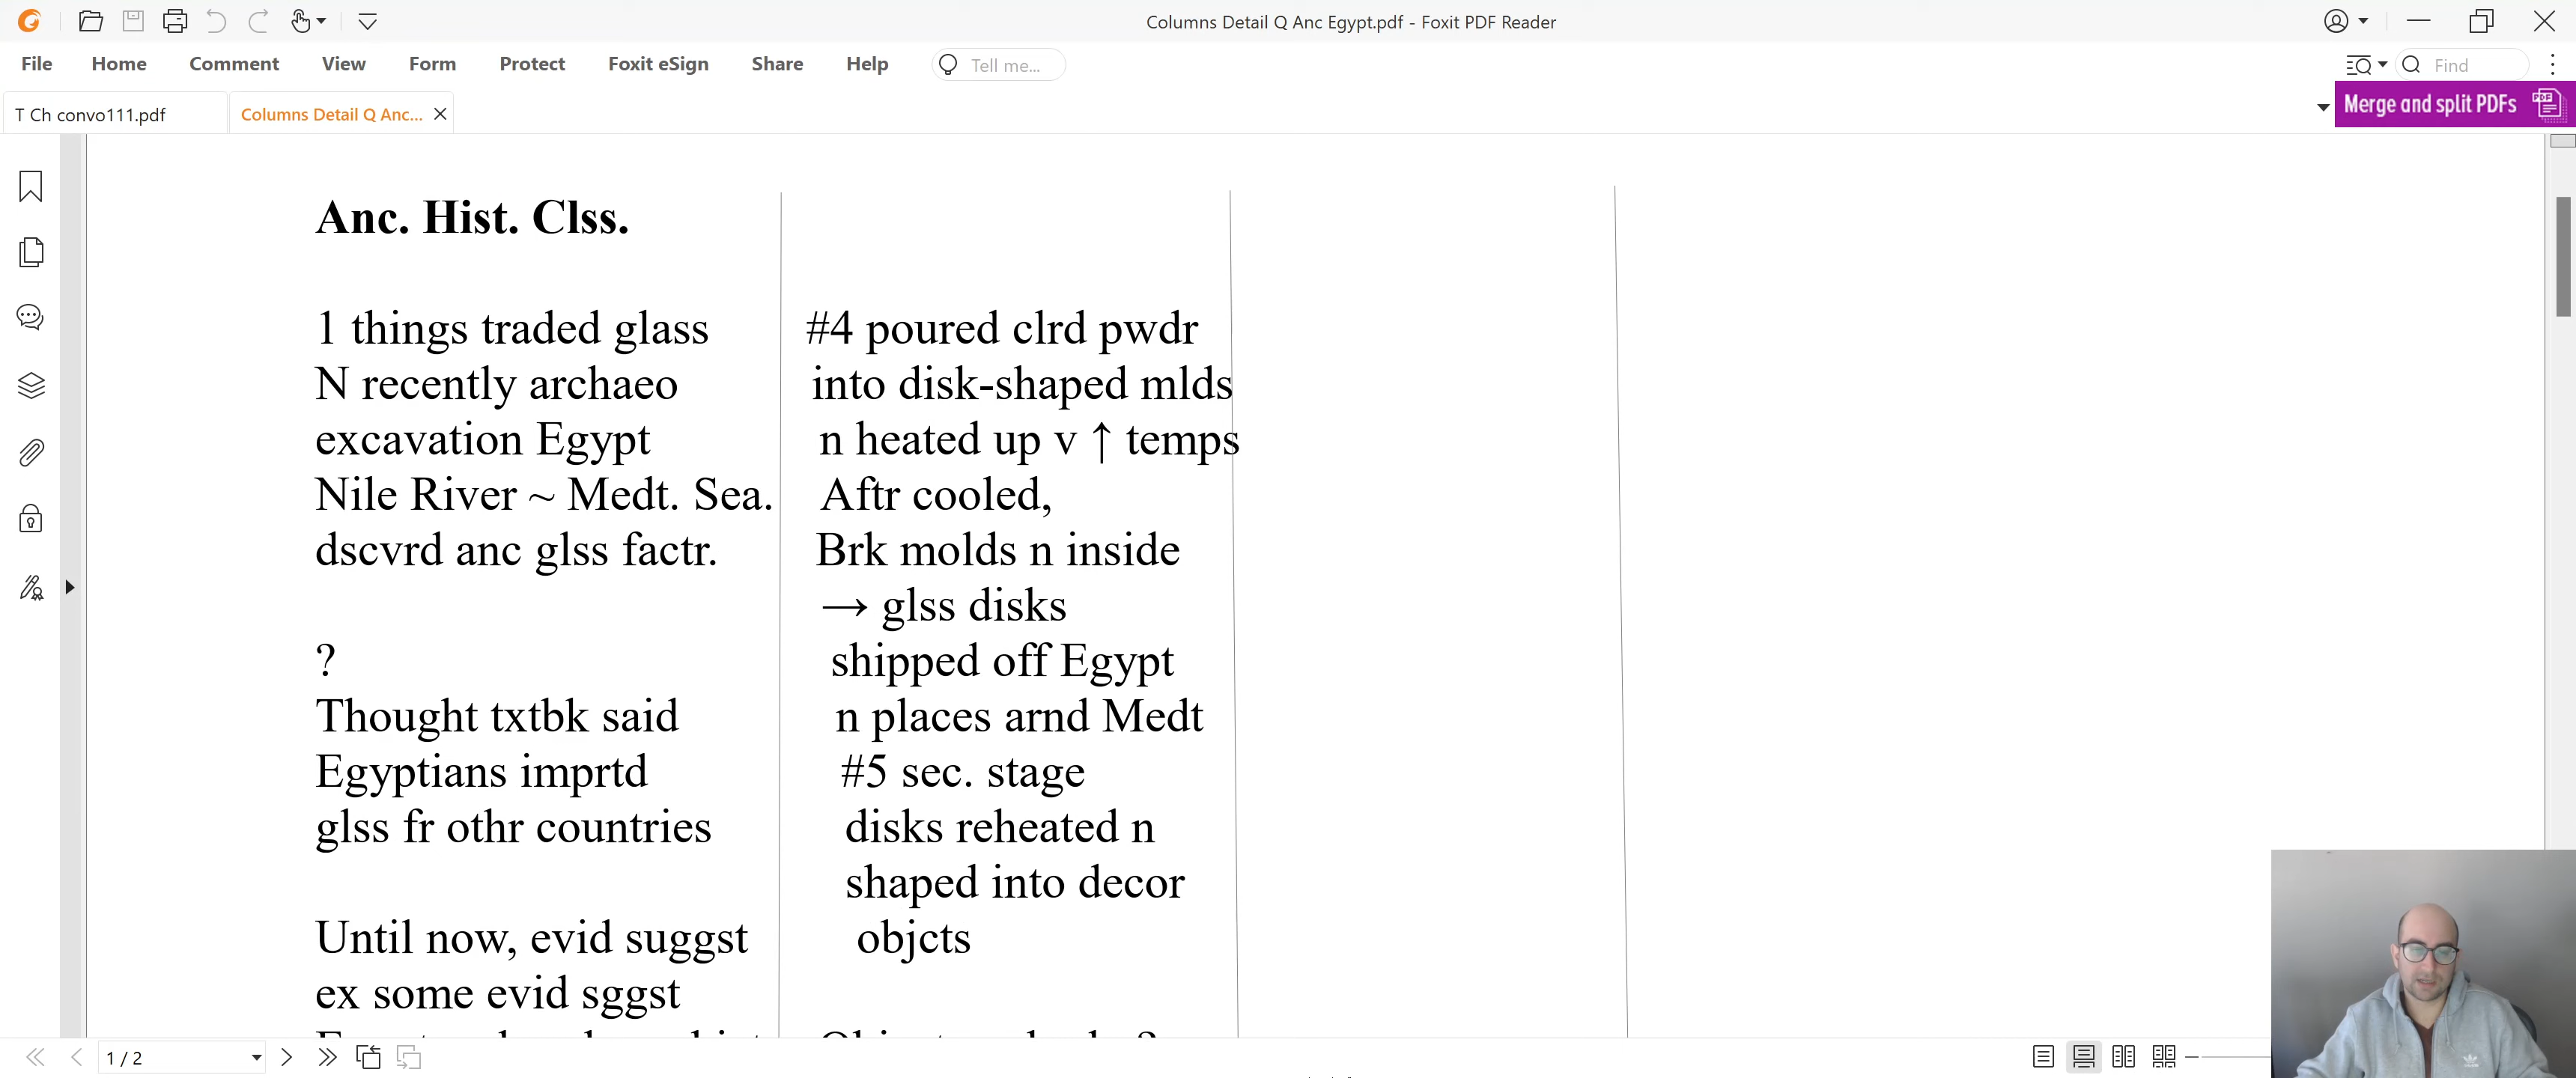 Columns Detail Q Anc Egypt.pdf - Foxit PDF Reader
File Home Comment View Form Protect Foxit eSign Share Help Tell me... Find
T Ch convo111.pdf
Columns Detail Q Anc...
Merge and split PDFs
PDF
Anc. Hist. Clss.
1 things traded glass
N recently archaeo
excavation Egypt
Nile River ~ Medt. Sea.
dscvrd anc glss factr.
?
Thought txtbk said
Egyptians imprtd
glss fr othr countries
Until now, evid suggst
ex some evid sggst
#4 poured clrd pwdr
into disk-shaped mlds
n heated up v ↑ temps
Aftr cooled,
Brk molds n inside
→ glss disks
shipped off Egypt
n places arnd Medt
#5 sec. stage
disks reheated n
shaped into decor
objcts
1 / 2